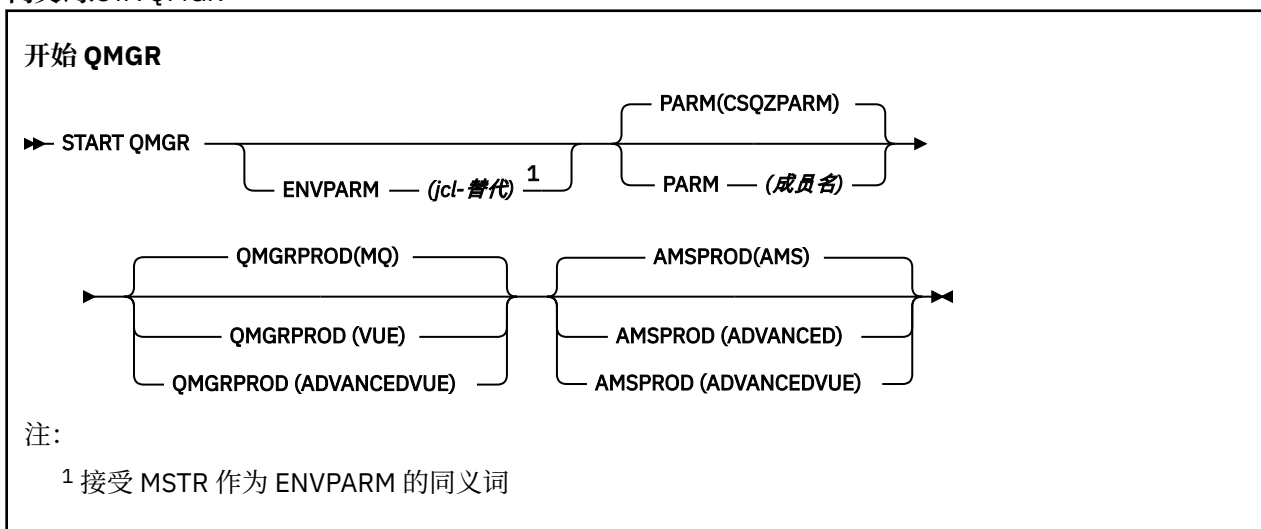 开始 QMGR
PARM(CSQZPARM)
START QMGR
ENVPARM (jcl-替代) 1
PARM (成员名)
QMGRPROD(MQ)
AMSPROD(AMS)
QMGRPROD (VUE)
AMSPROD (ADVANCED)
QMGRPROD (ADVANCEDVUE)
AMSPROD (ADVANCEDVUE)
注:
1 接受 MSTR 作为 ENVPARM 的同义词